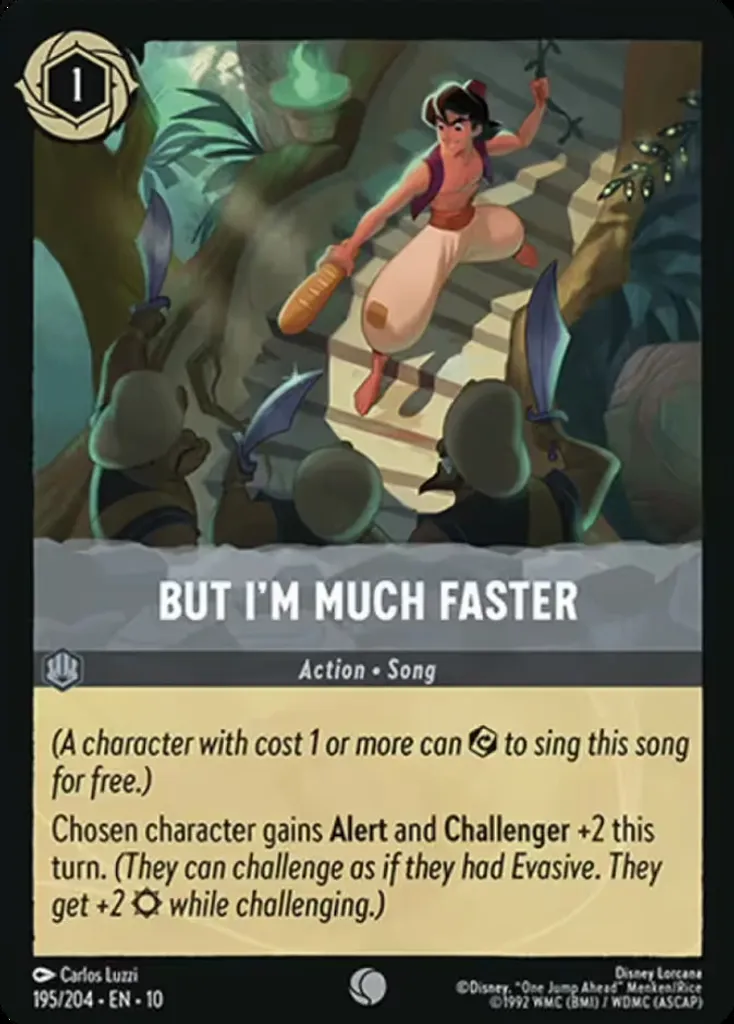 1
BUT I'M MUCH FASTER
Action • Song
(A character with cost 1 or more can to sing this song
for free.)
Chosen character gains Alert and Challenger +2 this
turn. (They can challenge as if they had Evasive. They
get +2 while challenging.)
Carlos Luzzi
195/204 • EN • 10
Disney Lorcana
©Disney. "One Jump Ahead" Menken/Rice
©1992 WMC (BMI) / WDMC (ASCAP)